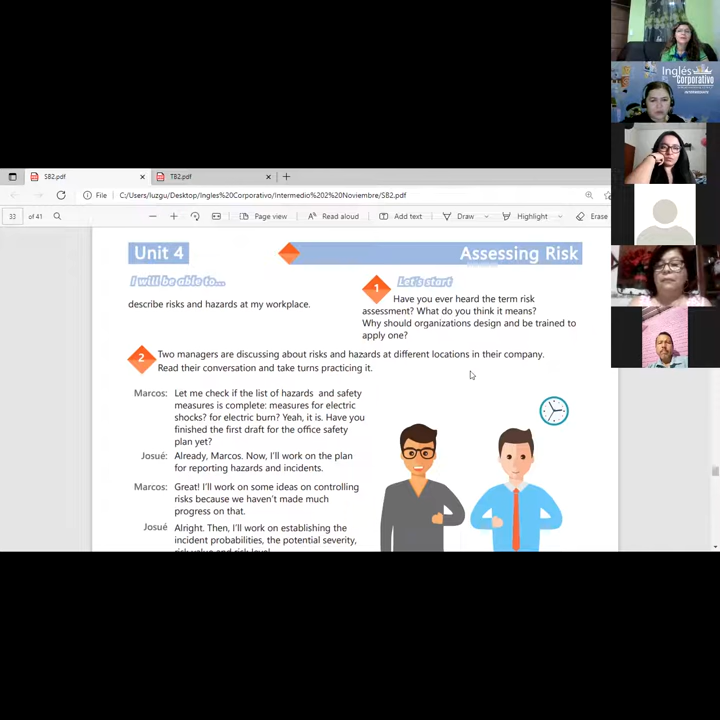 Inglés
Corporativo
INTERMEDIATE
SB2.pdf
TB2.pdf
File
C:/Users/luzgu/Desktop/Ingles%20Corporativo/Intermedio%202%20Noviembre/SB2.pdf
33 of 41
Page view
Read aloud
Add text
Draw
Highlight
Erase
Unit 4
Assessing Risk
I will be able to...
describe risks and hazards at my workplace.
1
Let's start
Have you ever heard the term risk
assessment? What do you think it means?
Why should organizations design and be trained to
apply one?
2
Two managers are discussing about risks and hazards at different locations in their company.
Read their conversation and take turns practicing it.
Marcos: Let me check if the list of hazards and safety
measures is complete: measures for electric
shocks? for electric burn? Yeah, it is. Have you
finished the first draft for the office safety
plan yet?
Josué: Already, Marcos. Now, I'll work on the plan
for reporting hazards and incidents.
Marcos: Great! I'll work on some ideas on controlling
risks because we haven't made much
progress on that.
Josué Alright. Then, I'll work on establishing the
incident probabilities, the potential severity,
risk value and risk level.